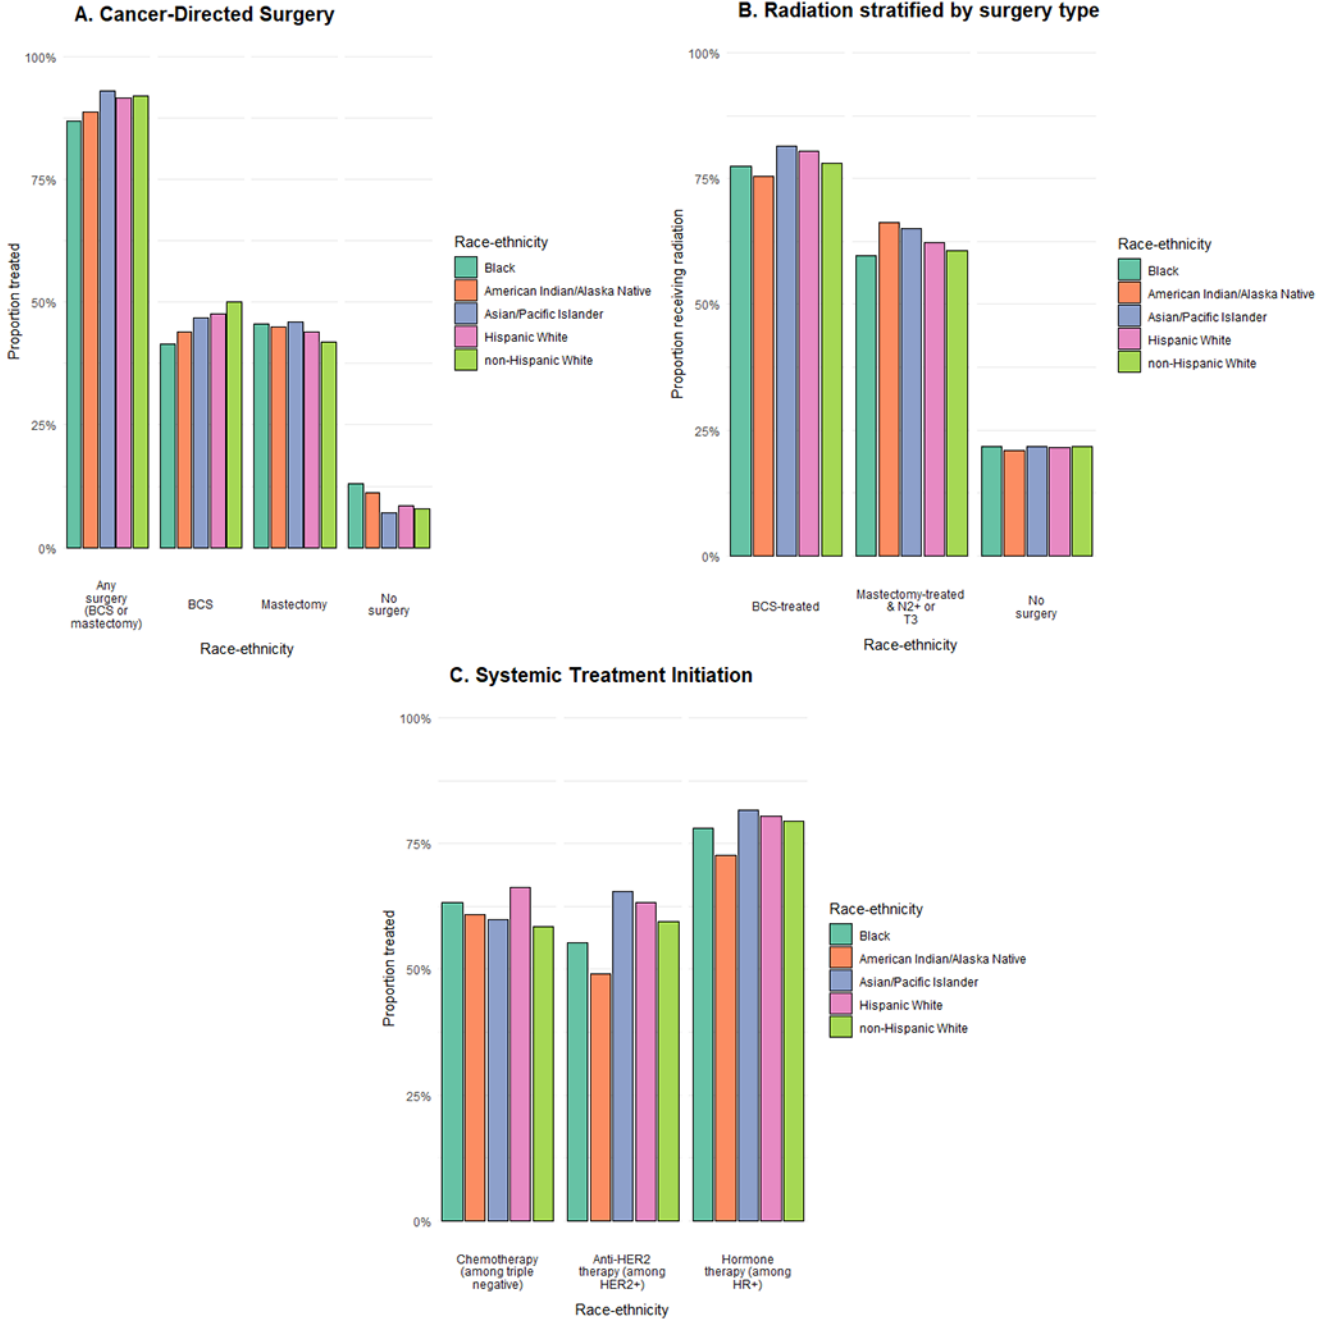 A. Cancer-Directed Surgery
100%
75%
50%
25%
0%
Proportion treated
Any
surgery
(BCS or
mastectomy)
BCS
Mastectomy
No
surgery
Race-ethnicity
Race-ethnicity
Black
American Indian/Alaska Native
Asian/Pacific Islander
Hispanic White
non-Hispanic White
B. Radiation stratified by surgery type
100%
75%
50%
25%
0%
Proportion receiving radiation
BCS-treated
Mastectomy-treated
& N2+ or
T3
No
surgery
Race-ethnicity
Race-ethnicity
Black
American Indian/Alaska Native
Asian/Pacific Islander
Hispanic White
non-Hispanic White
C. Systemic Treatment Initiation
100%
75%
50%
25%
0%
Proportion treated
Chemotherapy
(among triple
negative)
Anti-HER2
therapy (among
HER2+)
Hormone
therapy (among
HR+)
Race-ethnicity
Race-ethnicity
Black
American Indian/Alaska Native
Asian/Pacific Islander
Hispanic White
non-Hispanic White